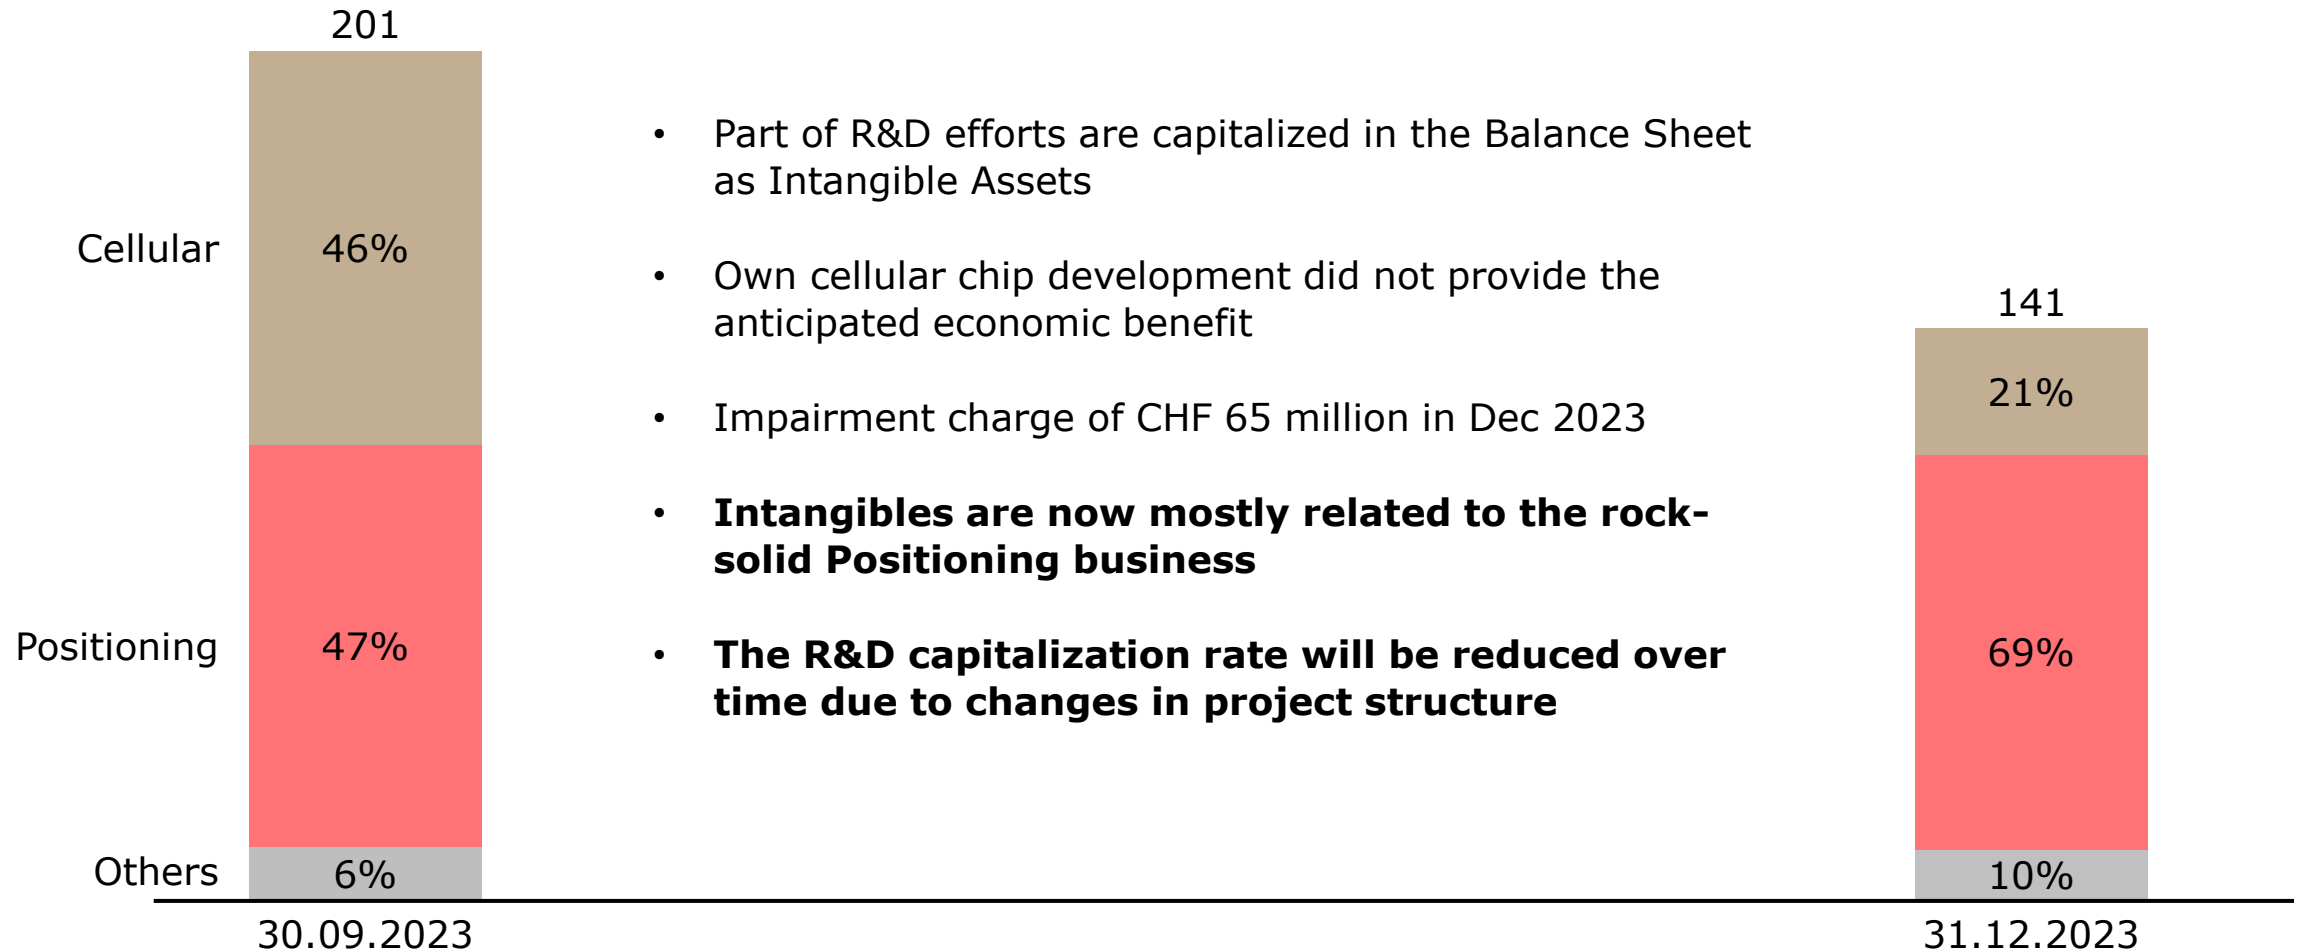 201
Cellular
46%
Positioning
47%
Others
6%
30.09.2023
• Part of R&D efforts are capitalized in the Balance Sheet
as Intangible Assets
• Own cellular chip development did not provide the
anticipated economic benefit
• Impairment charge of CHF 65 million in Dec 2023
• Intangibles are now mostly related to the rock-
solid Positioning business
• The R&D capitalization rate will be reduced over
time due to changes in project structure
141
21%
69%
10%
31.12.2023